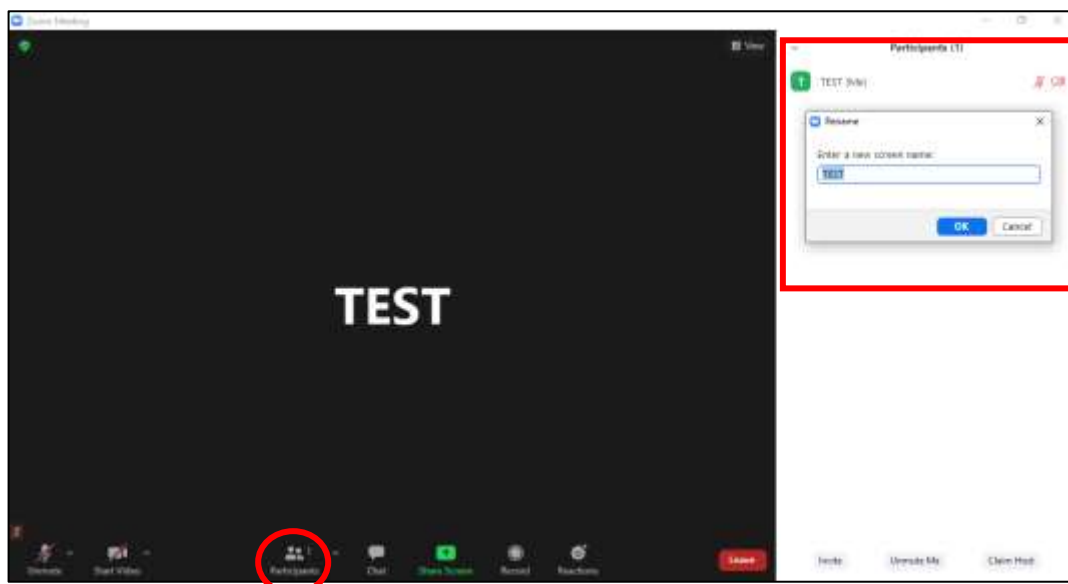 Zoom Meeting
View
Participants (1)
T TEST (Me)
Rename
Enter a new screen name:
TEST
OK Cancel
TEST
Unmute Start Video Participants 1 Chat Share Screen Record Reactions Leave
Invite Unmute Me Claim Host